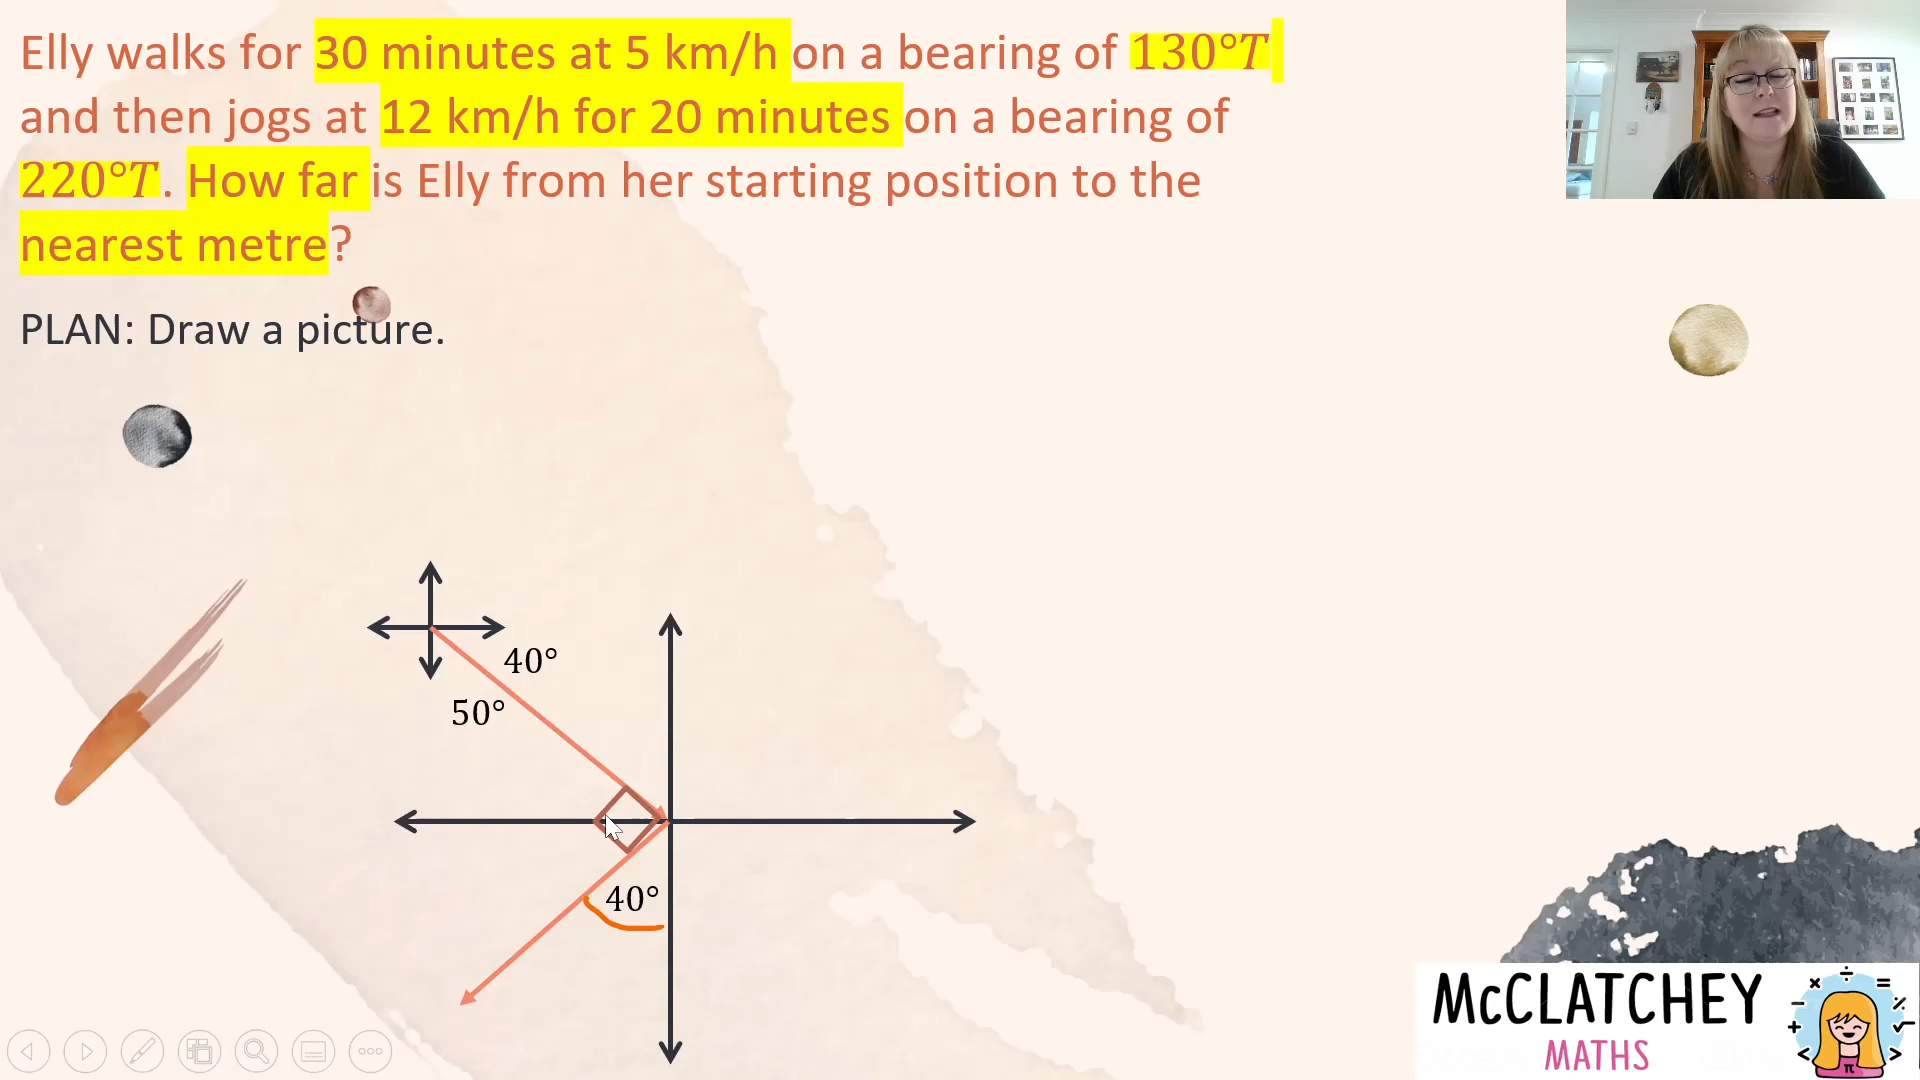 Elly walks for 30 minutes at 5 km/h on a bearing of 130°T
and then jogs at 12 km/h for 20 minutes on a bearing of
220°T. How far is Elly from her starting position to the
nearest metre?
PLAN: Draw a picture.
40°
50°
40°
McCLATCHEY
MATHS